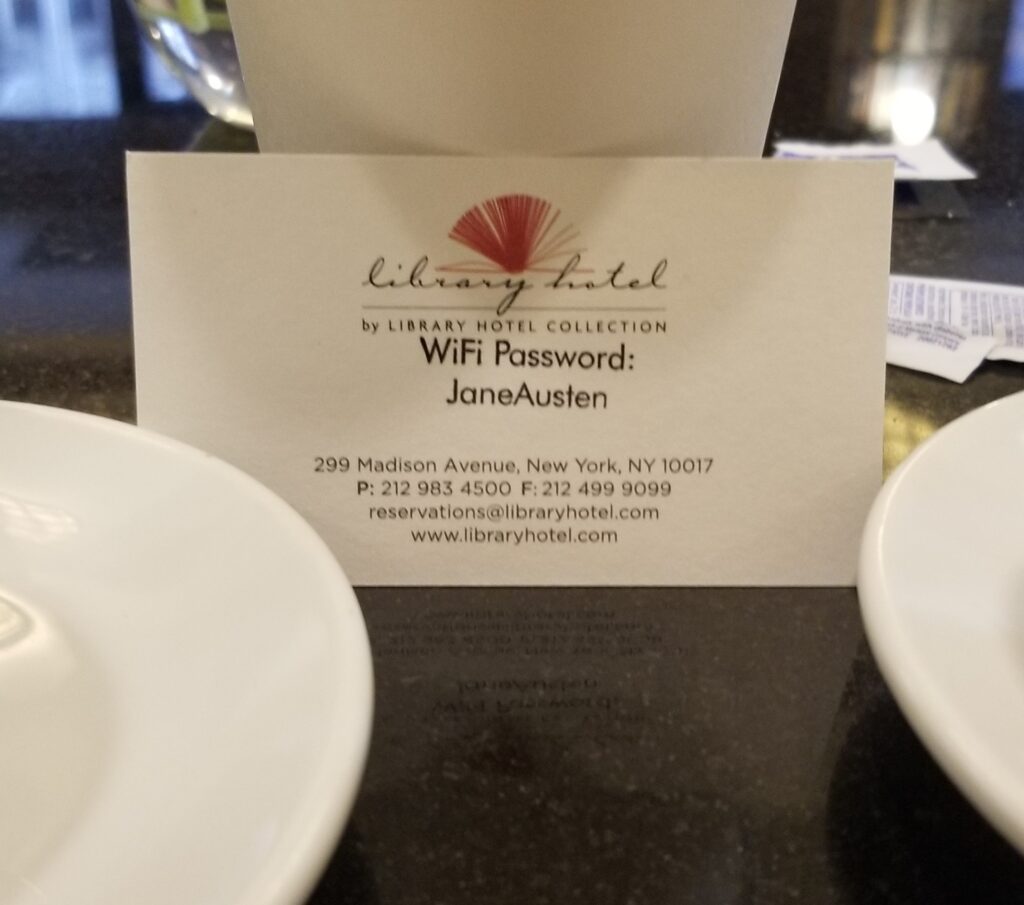 library hotel
by LIBRARY HOTEL COLLECTION
WiFi Password:
JaneAusten
299 Madison Avenue, New York, NY 10017
P: 212 983 4500 F: 212 499 9099
reservations@libraryhotel.com
www.libraryhotel.com